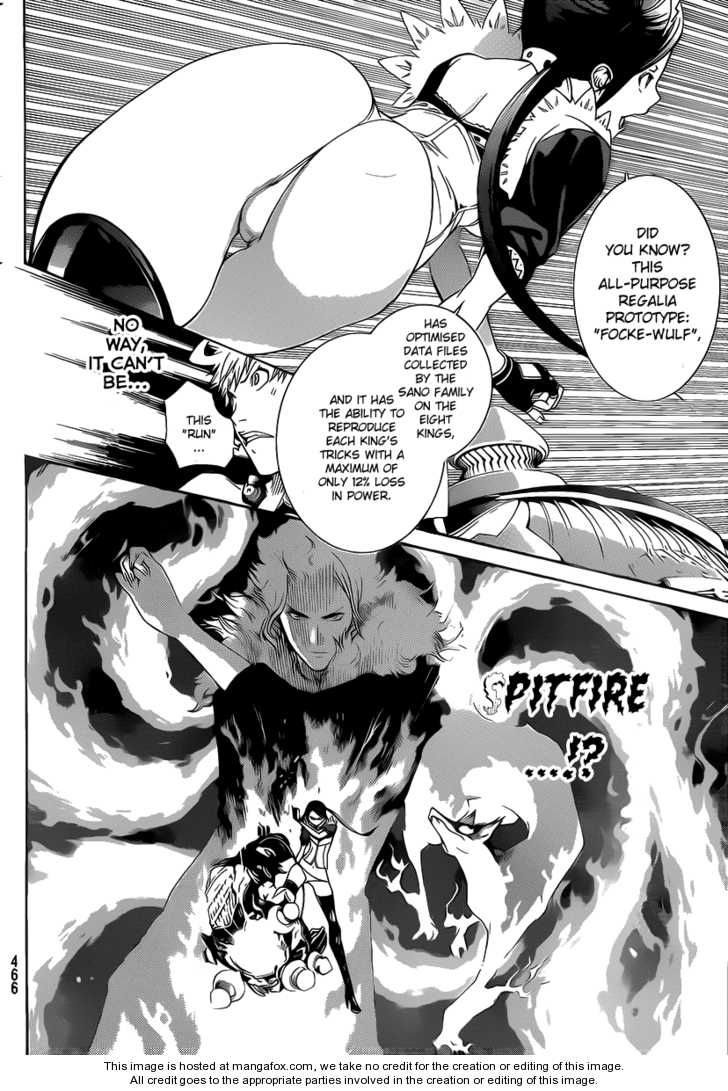 DID
YOU KNOW?
THIS
ALL-PURPOSE
REGALIA
PROTOTYPE:
"FOCKE-WULF",
HAS
OPTIMISED
DATA FILES
COLLECTED
BY THE
SANO FAMILY
ON THE
EIGHT
KINGS,
AND IT HAS
THE ABILITY TO
REPRODUCE
EACH KING'S
TRICKS WITH A
MAXIMUM OF
ONLY 12% LOSS
IN POWER.
NO
WAY,
IT CAN'T
BE...
THIS
"RUN"
...
SPITFIRE
....!?
466
This image is hosted at mangafox.com, we take no credit for the creation or editing of this image.
All credit goes to the appropriate parties involved in the creation or editing of this image.